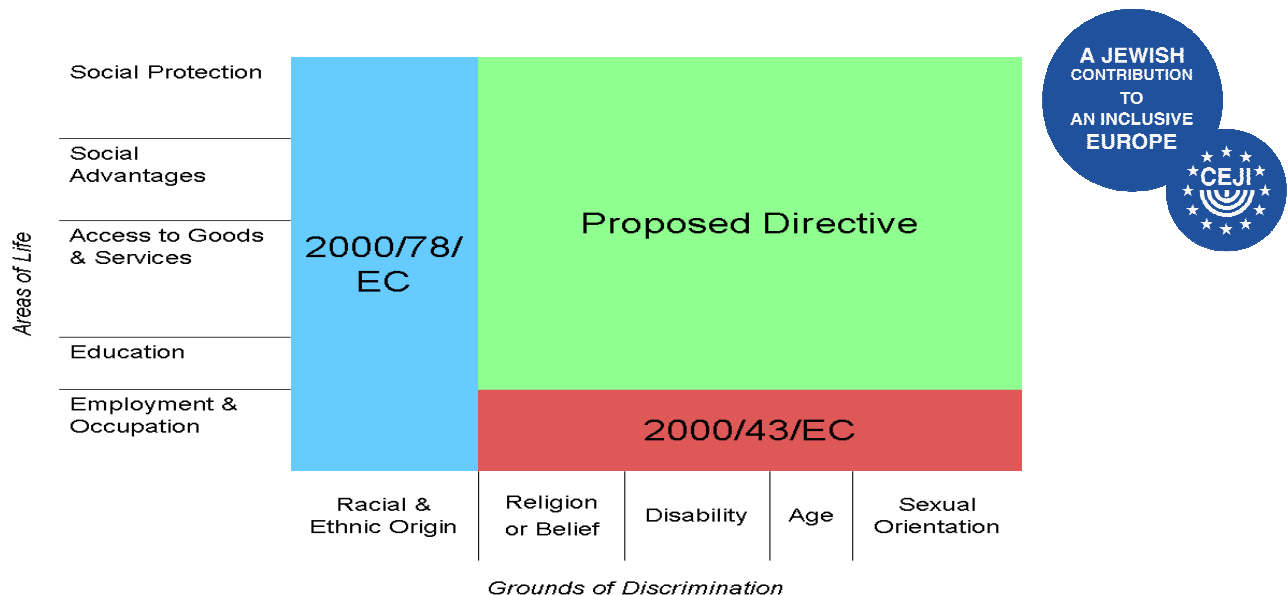 Social Protection
Social
Advantages
Access to Goods
& Services
Education
Employment &
Occupation
Areas of Life
2000/78/
EC
Proposed Directive
2000/43/EC
Racial &
Ethnic Origin
Religion
or Belief
Disability
Age
Sexual
Orientation
Grounds of Discrimination
A JEWISH
CONTRIBUTION
TO
AN INCLUSIVE
EUROPE
CEJI